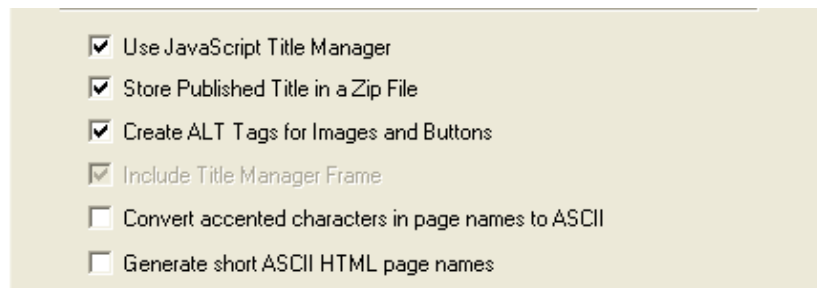 Use JavaScript Title Manager
Store Published Title in a Zip File
Create ALT Tags for Images and Buttons
Include Title Manager Frame
Convert accented characters in page names to ASCII
Generate short ASCII HTML page names